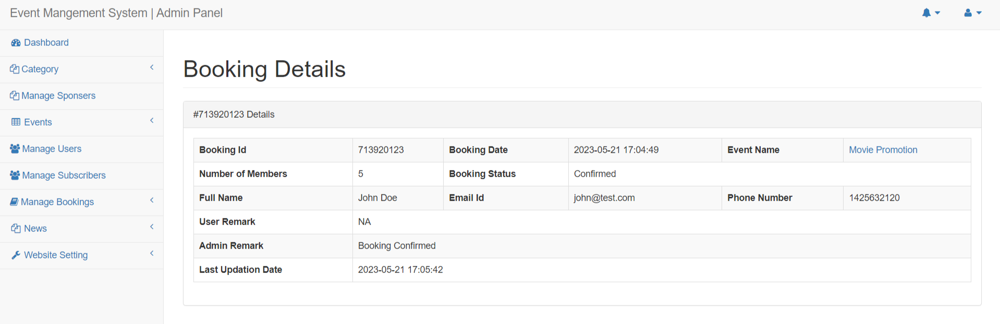 Event Mangement System | Admin Panel
Dashboard
Category
Manage Sponsers
Events
Manage Users
Manage Subscribers
Manage Bookings
News
Website Setting
Booking Details
#713920123 Details
Booking Id 713920123 Booking Date 2023-05-21 17:04:49 Event Name Movie Promotion
Number of Members 5 Booking Status Confirmed
Full Name John Doe Email Id john@test.com Phone Number 1425632120
User Remark NA
Admin Remark Booking Confirmed
Last Updation Date 2023-05-21 17:05:42